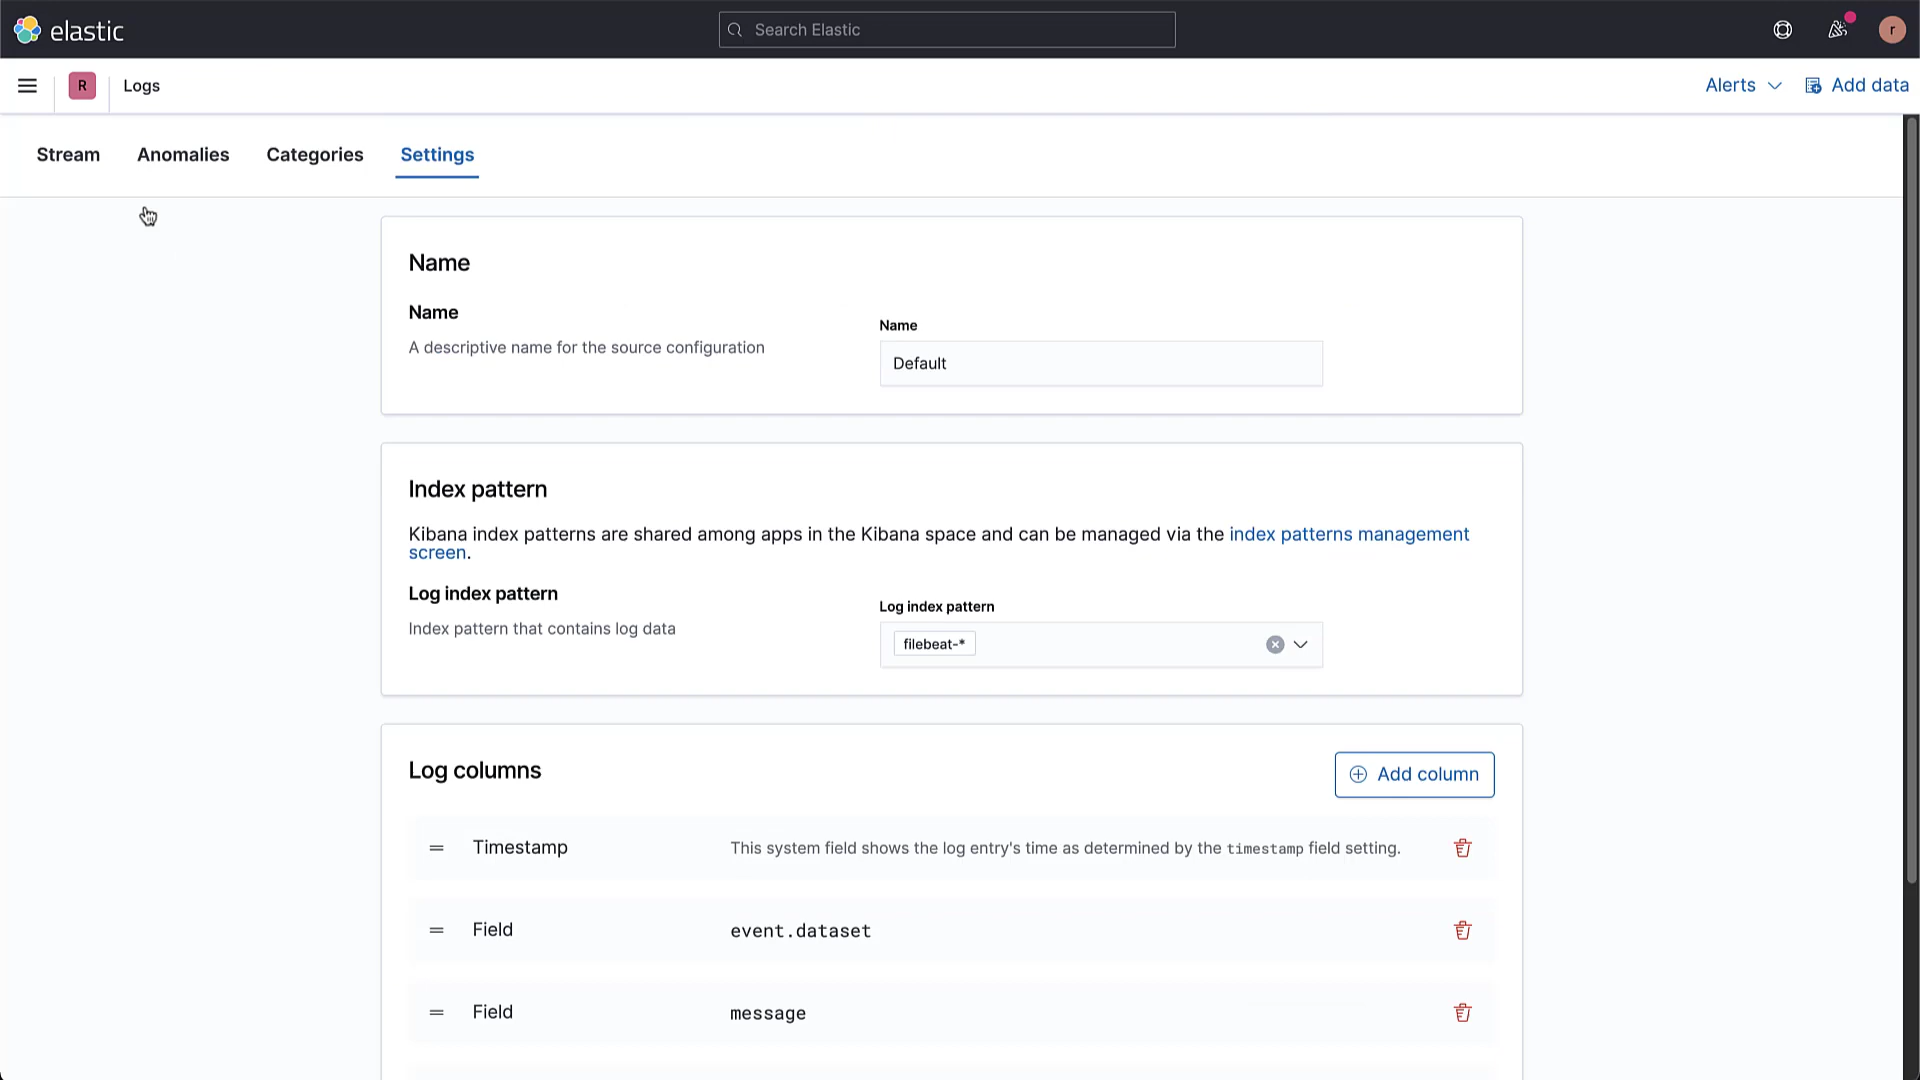 elastic
Search Elastic
r
R
Logs
Alerts
Add data
Stream
Anomalies
Categories
Settings
Name
Name
A descriptive name for the source configuration
Name
Default
Index pattern
Kibana index patterns are shared among apps in the Kibana space and can be managed via the index patterns management
screen.
Log index pattern
Index pattern that contains log data
Log index pattern
filebeat-*
Log columns
Add column
Timestamp
This system field shows the log entry's time as determined by the timestamp field setting.
Field
event.dataset
Field
message